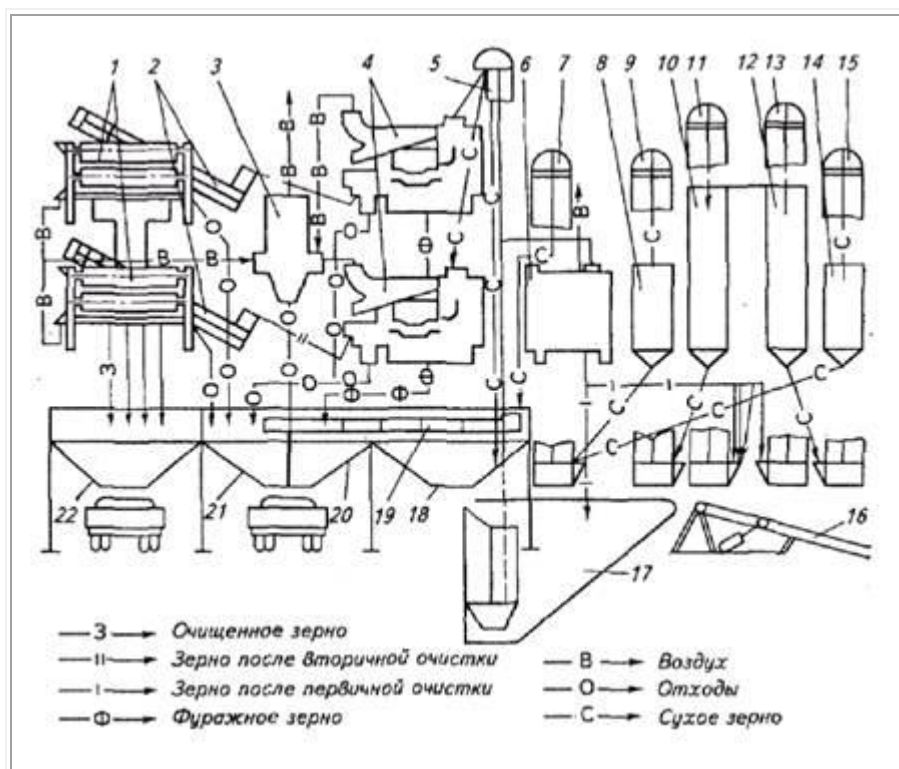 1 2 3 4 5 6 7 8 9 10 11 12 13 14 15
В В
С
В С С
О
В В В О Ф С
В О С
О О II О С
З О С I I
О О О Ф С С С
Ф Ф С
I
22 21 20 19 18 16
17
З Очищенное зерно
II Зерно после вторичной очистки
I Зерно после первичной очистки
Ф Фуражное зерно
В Воздух
О Отходы
С Сухое зерно